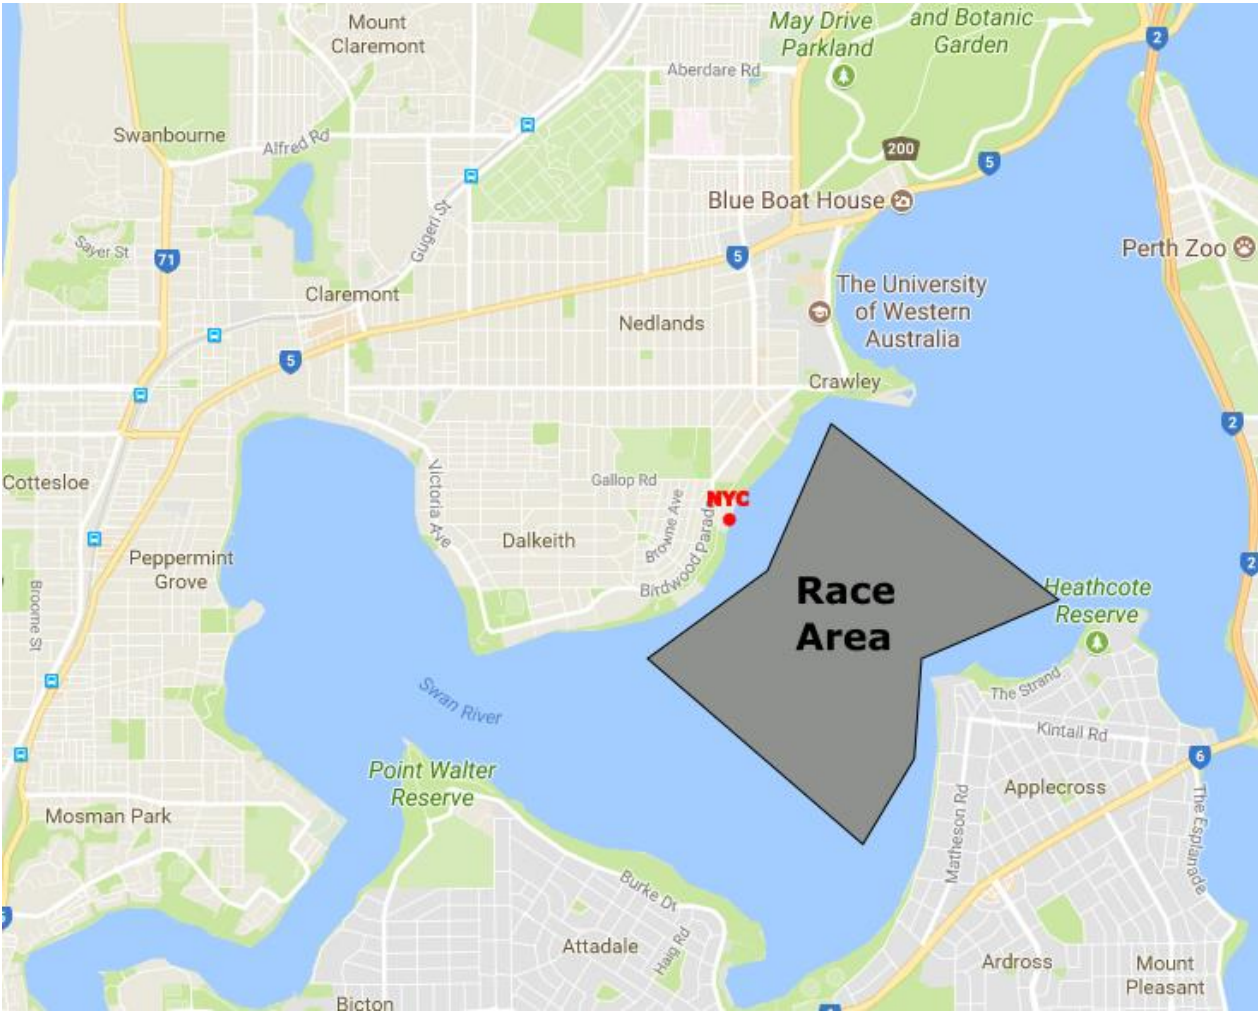 Mount
Claremont
May Drive
Parkland
and Botanic
Garden
2
Aberdare Rd
Swanbourne
Alfred Rd
200
5
Blue Boat House
Gugeri St
Sayer St
71
5
Perth Zoo
Claremont
The University
of Western
Australia
Nedlands
5
Crawley
2
Cottesloe
Victoria Ave
Gallop Rd
NYC
Browne Ave
Birdwood Parad
Dalkeith
Peppermint
Grove
2
Broome St
Race
Area
Heathcote
Reserve
Swan River
The Strand
Kintail Rd
6
Point Walter
Reserve
Applecross
Mosman Park
Matheson Rd
The Esplanade
Burke Dr
Haig Rd
5
Attadale
Ardross
Mount
Pleasant
Bicton